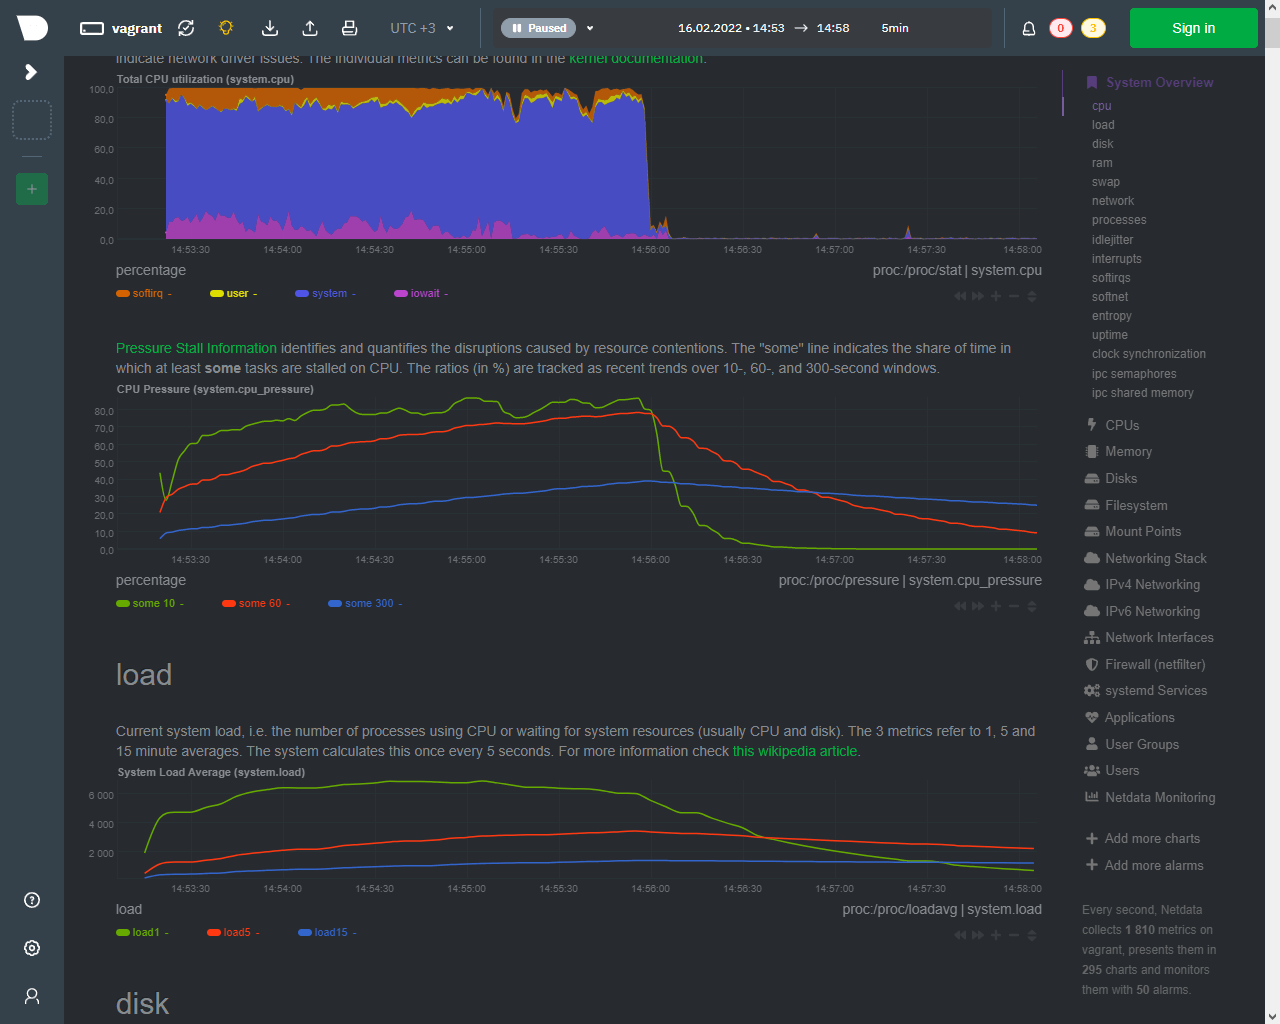 vagrant
UTC +3
Paused
16.02.2022 • 14:53 → 14:58
5min
0
3
Sign in
indicate network driver issues. The individual metrics can be found in the kernel documentation.
Total CPU utilization (system.cpu)
100,0
80,0
60,0
40,0
20,0
0,0
14:53:30 14:54:00 14:54:30 14:55:00 14:55:30 14:56:00 14:56:30 14:57:00 14:57:30 14:58:00
percentage
proc:/proc/stat | system.cpu
softirq - user - system - iowait -
Pressure Stall Information identifies and quantifies the disruptions caused by resource contentions. The "some" line indicates the share of time in
which at least some tasks are stalled on CPU. The ratios (in %) are tracked as recent trends over 10-, 60-, and 300-second windows.
CPU Pressure (system.cpu_pressure)
80,0
70,0
60,0
50,0
40,0
30,0
20,0
10,0
0,0
14:53:30 14:54:00 14:54:30 14:55:00 14:55:30 14:56:00 14:56:30 14:57:00 14:57:30 14:58:00
percentage
proc:/proc/pressure | system.cpu_pressure
some 10 - some 60 - some 300 -
load
Current system load, i.e. the number of processes using CPU or waiting for system resources (usually CPU and disk). The 3 metrics refer to 1, 5 and
15 minute averages. The system calculates this once every 5 seconds. For more information check this wikipedia article.
System Load Average (system.load)
6 000
4 000
2 000
14:53:30 14:54:00 14:54:30 14:55:00 14:55:30 14:56:00 14:56:30 14:57:00 14:57:30 14:58:00
load
proc:/proc/loadavg | system.load
load1 - load5 - load15 -
disk
System Overview
cpu
load
disk
ram
swap
network
processes
idlejitter
interrupts
softirqs
softnet
entropy
uptime
clock synchronization
ipc semaphores
ipc shared memory
CPUs
Memory
Disks
Filesystem
Mount Points
Networking Stack
IPv4 Networking
IPv6 Networking
Network Interfaces
Firewall (netfilter)
systemd Services
Applications
User Groups
Users
Netdata Monitoring
Add more charts
Add more alarms
Every second, Netdata
collects 1 810 metrics on
vagrant, presents them in
295 charts and monitors
them with 50 alarms.